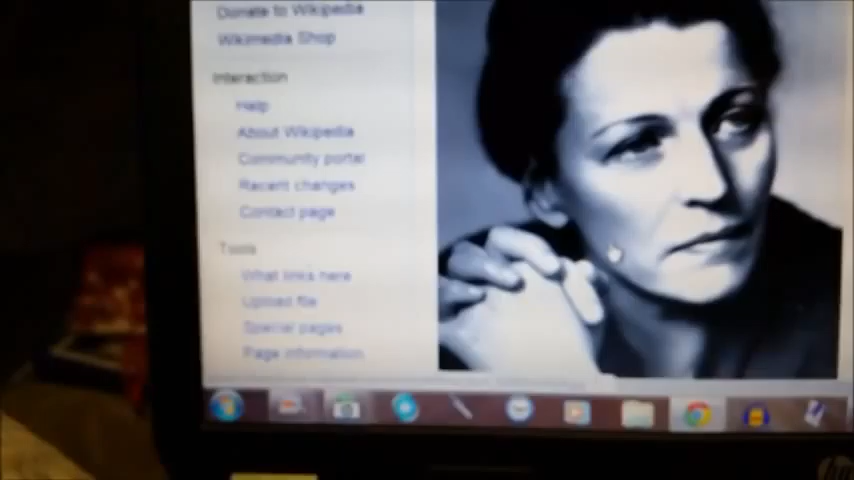 Donate to Wikipedia
Wikimedia Shop
Interaction
Help
About Wikipedia
Community portal
Recent changes
Contact page
Tools
What links here
Upload file
Special pages
Page information
hp